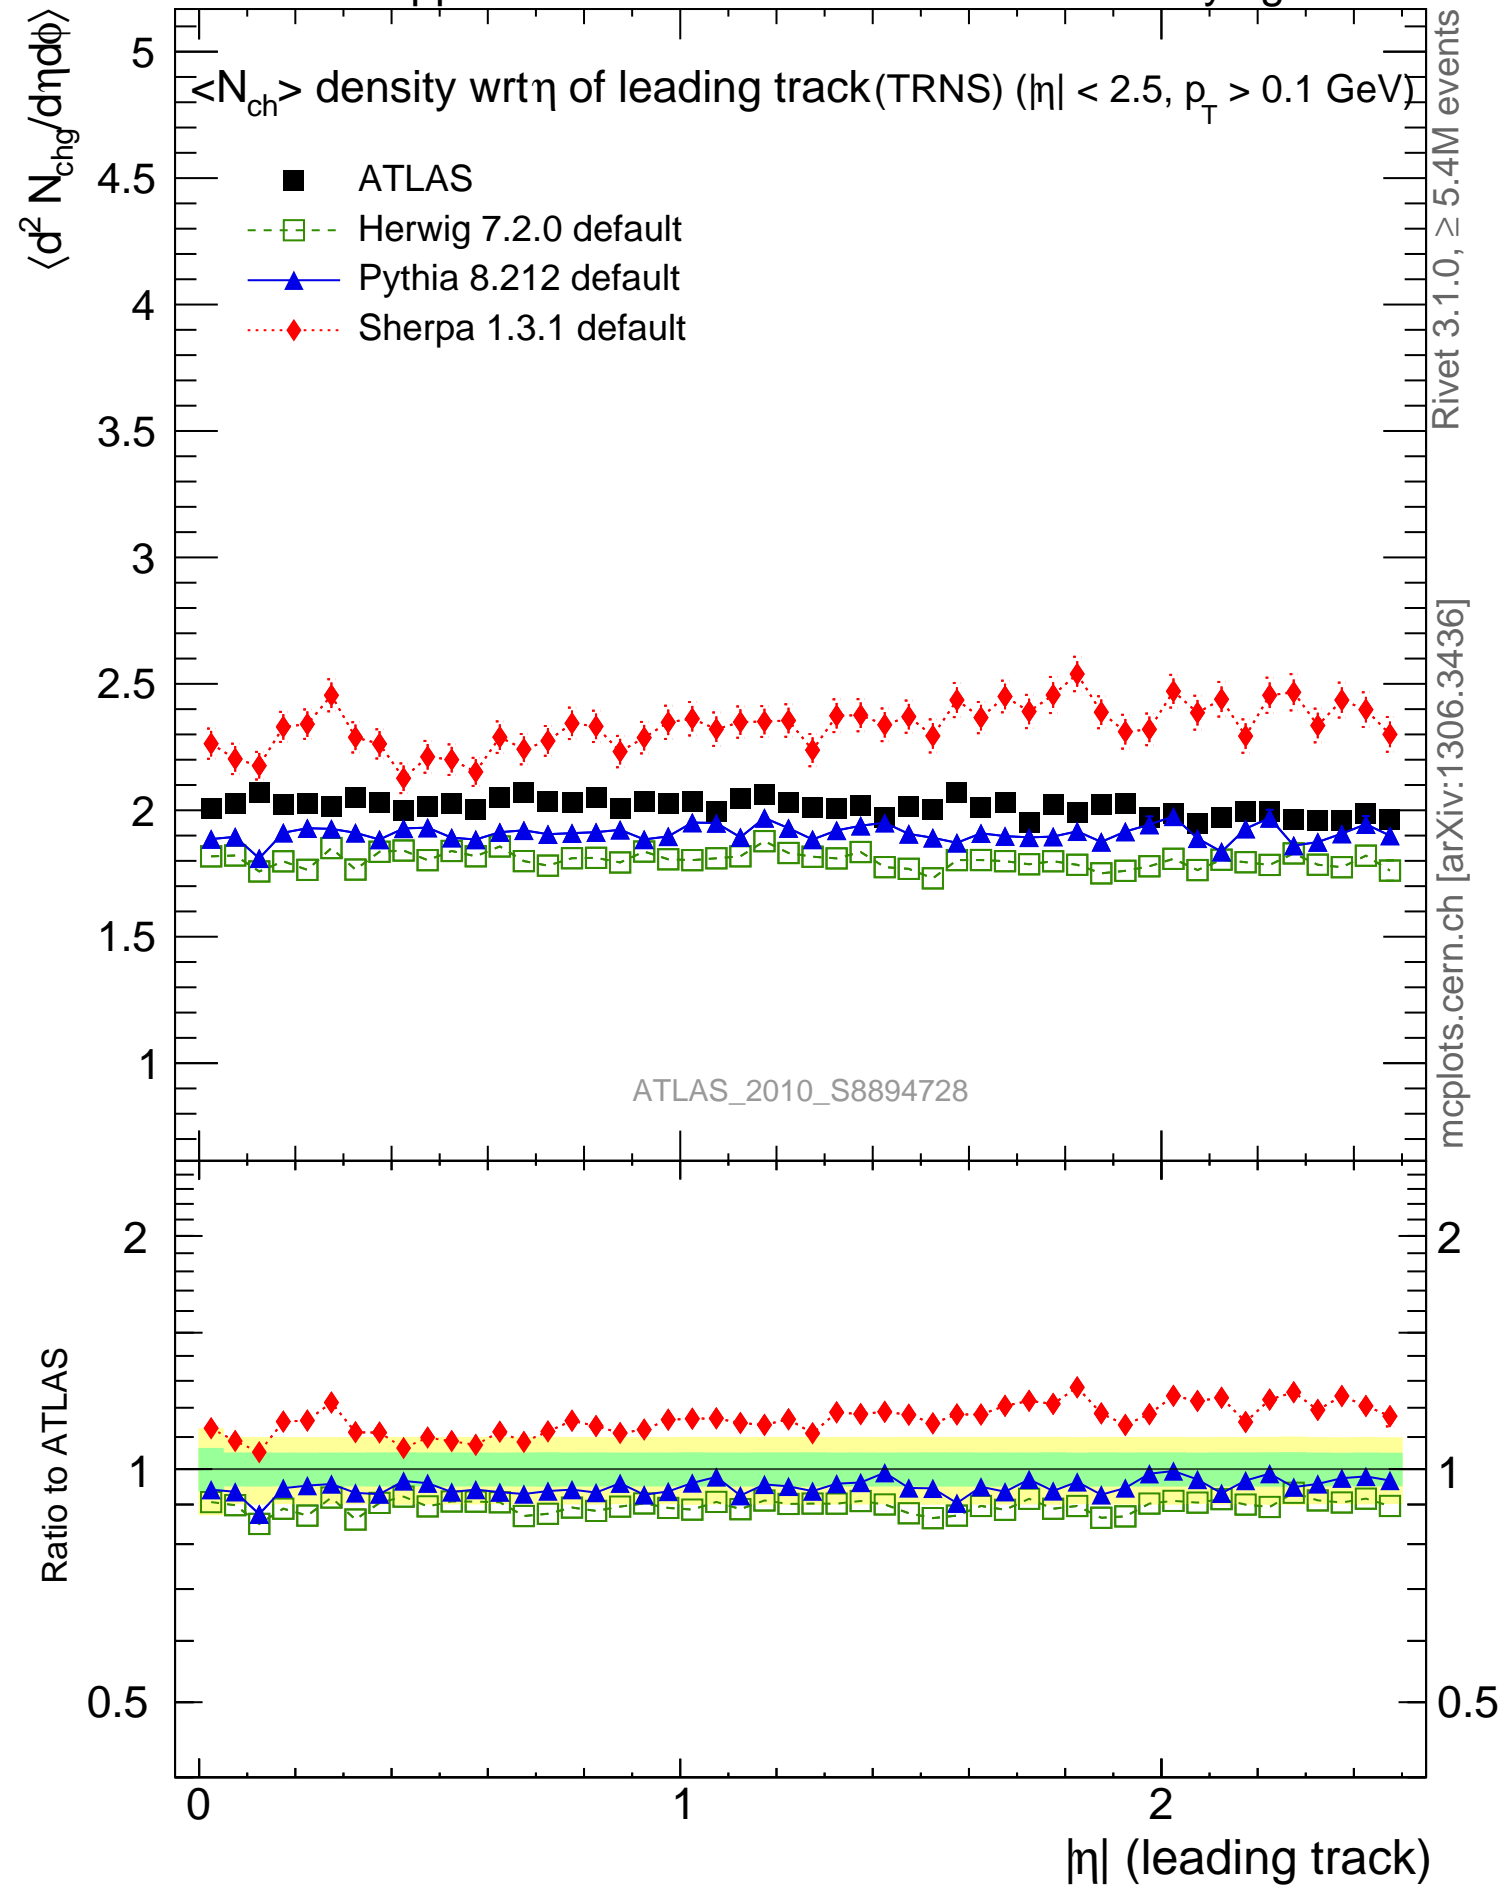 ⟨d² N_chg/dηdϕ⟩
<N_ch> density wrt η of leading track (TRNS) (|η| < 2.5, p_T > 0.1 GeV)
ATLAS
Herwig 7.2.0 default
Pythia 8.212 default
Sherpa 1.3.1 default
5
4.5
4
3.5
3
2.5
2
1.5
1
ATLAS_2010_S8894728
Rivet 3.1.0, ≥ 5.4M events
mcplots.cern.ch [arXiv:1306.3436]
Ratio to ATLAS
2
1
0.5
2
1
0.5
0 1 2
|η| (leading track)